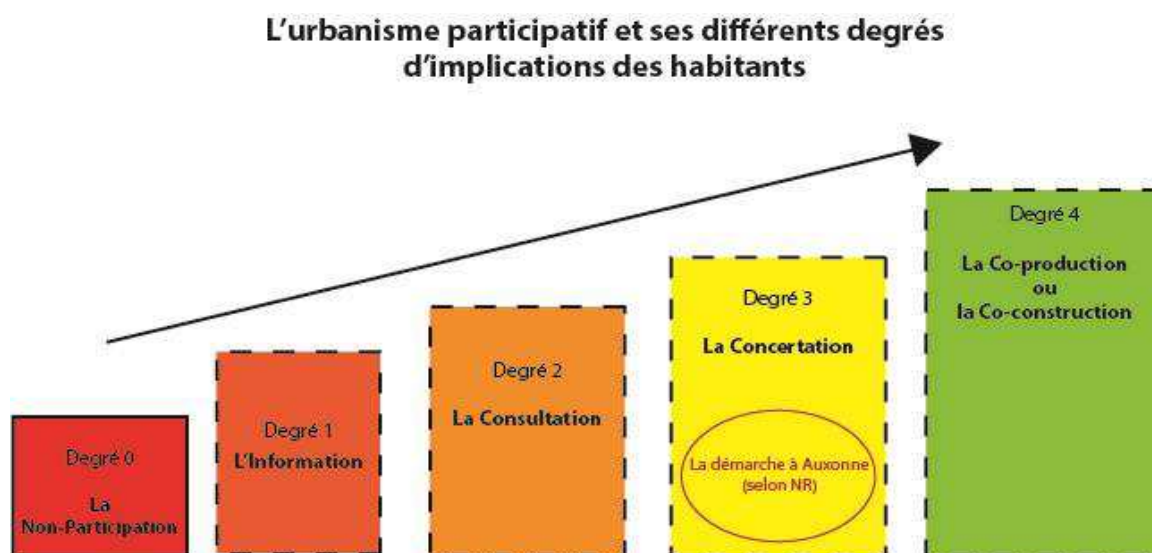 L'urbanisme participatif et ses différents degrés
d'implications des habitants
Degré 0
La
Non-Participation
Degré 1
L'Information
Degré 2
La Consultation
Degré 3
La Concertation
La démarche à Auxonne
(selon NR)
Degré 4
La Co-production
ou
la Co-construction